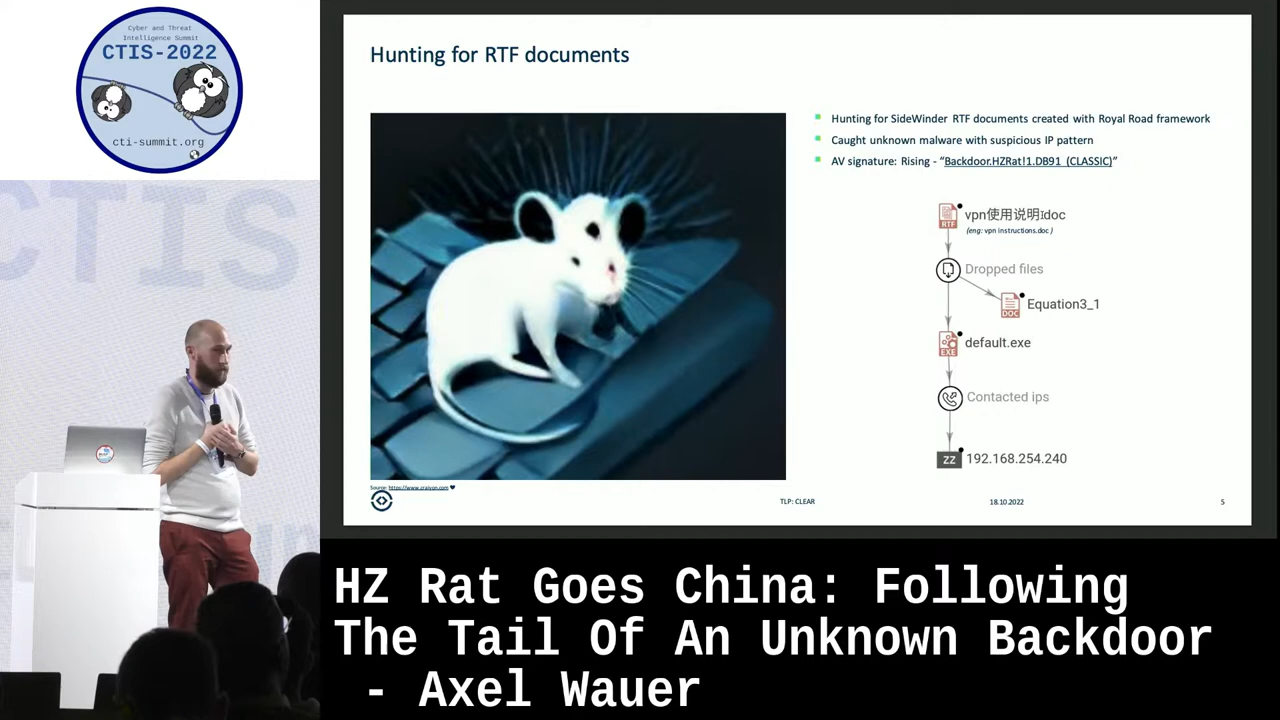 Cyber and Threat
Intelligence Summit
CTIS-2022
cti-summit.org
CTIS
Hunting for RTF documents
Hunting for SideWinder RTF documents created with Royal Road framework
Caught unknown malware with suspicious IP pattern
AV signature: Rising - “Backdoor.HZRat!1.DB91 (CLASSIC)”
RTF
vpn使用说明.doc
(eng: vpn instructions.doc )
Dropped files
DOC
Equation3_1
EXE
default.exe
Contacted ips
ZZ
192.168.254.240
Source: https://www.craiyon.com
TLP: CLEAR
18.10.2022
5
HZ Rat Goes China: Following
The Tail Of An Unknown Backdoor
- Axel Wauer